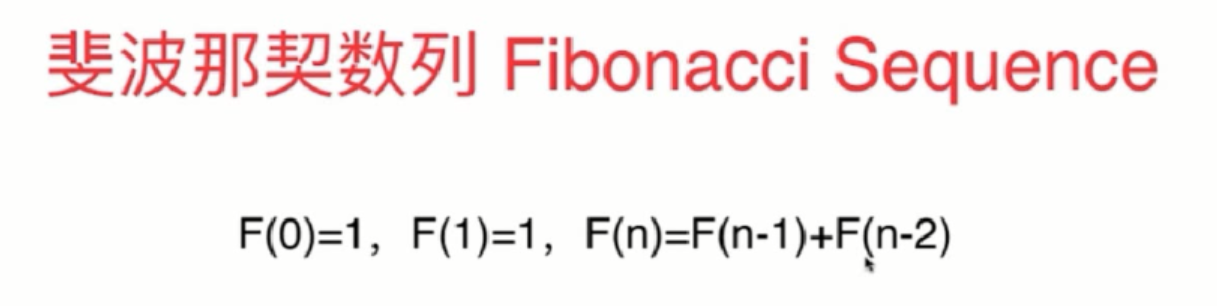 斐波那契数列 Fibonacci Sequence
F(0)=1, F(1)=1, F(n)=F(n-1)+F(n-2)